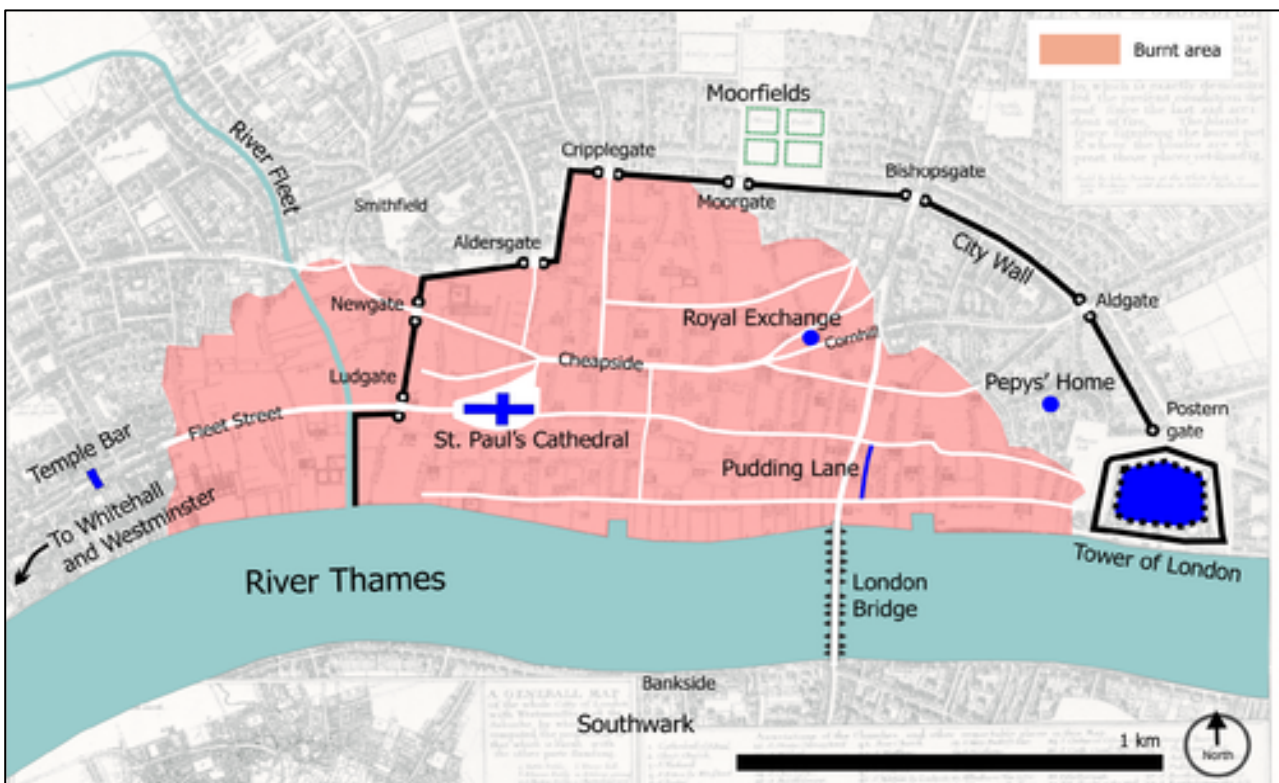 Burnt area
Moorfields
River Fleet
Cripplegate
Bishopsgate
Moorgate
Smithfield
City Wall
Aldersgate
Aldgate
Newgate
Royal Exchange
Cornhill
Cheapside
Ludgate
Pepys' Home
Fleet Street
St. Paul's Cathedral
Postern
gate
Temple Bar
Pudding Lane
To Whitehall
and Westminster
Tower of London
River Thames
London
Bridge
Bankside
Southwark
A GENERALL MAP
1 km
North